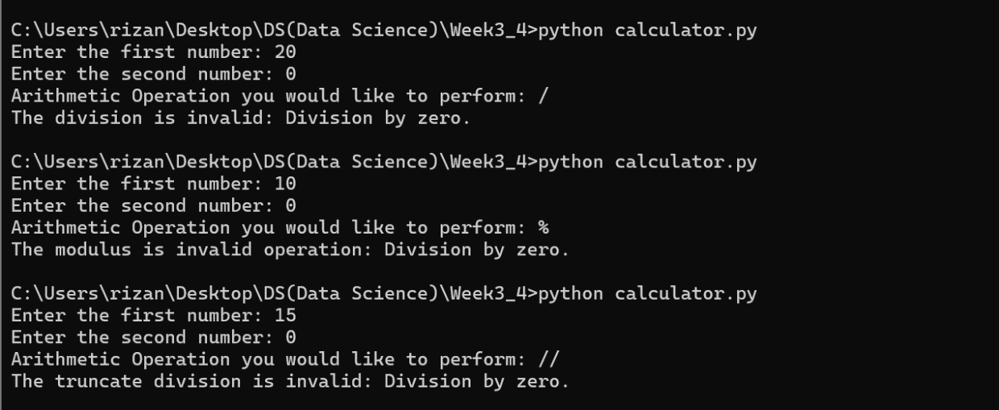 C:\Users\rizan\Desktop\DS(Data Science)\Week3_4>python calculator.py
Enter the first number: 20
Enter the second number: 0
Arithmetic Operation you would like to perform: /
The division is invalid: Division by zero.
C:\Users\rizan\Desktop\DS(Data Science)\Week3_4>python calculator.py
Enter the first number: 10
Enter the second number: 0
Arithmetic Operation you would like to perform: %
The modulus is invalid operation: Division by zero.
C:\Users\rizan\Desktop\DS(Data Science)\Week3_4>python calculator.py
Enter the first number: 15
Enter the second number: 0
Arithmetic Operation you would like to perform: //
The truncate division is invalid: Division by zero.